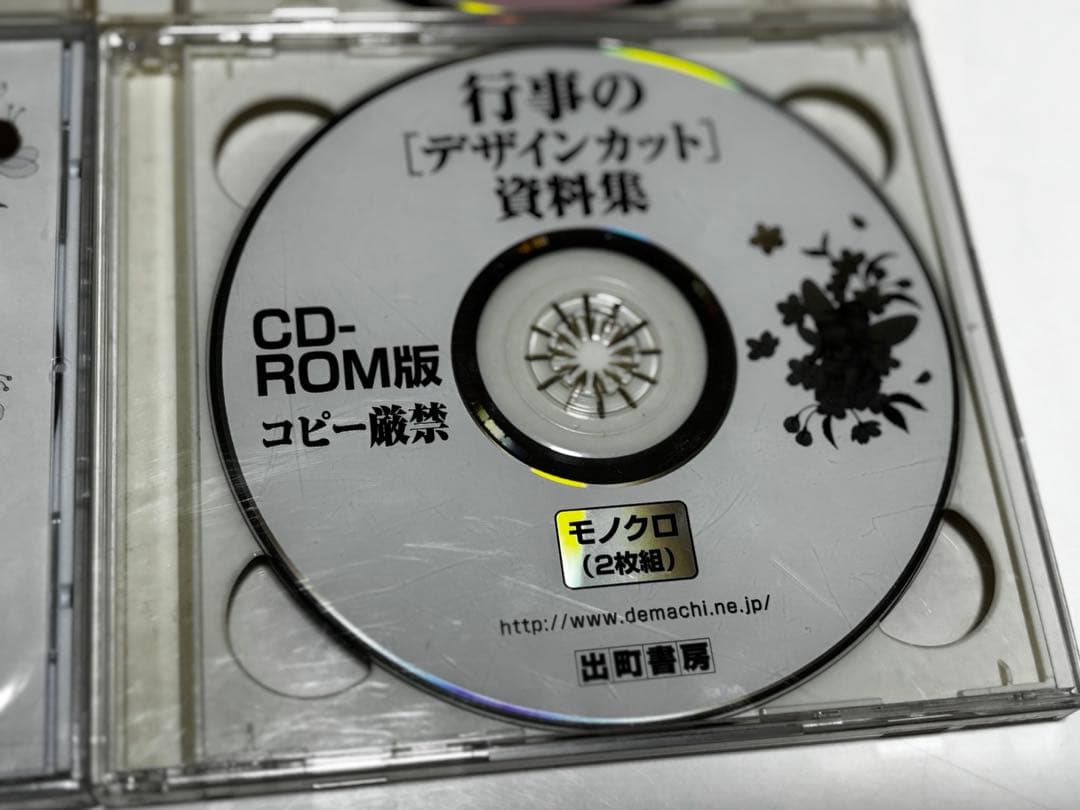 行事の
[デザインカット]
資料集
CD-
ROM版
コピー厳禁
モノクロ
(2枚組)
http://www.demachi.ne.jp/
出町書房